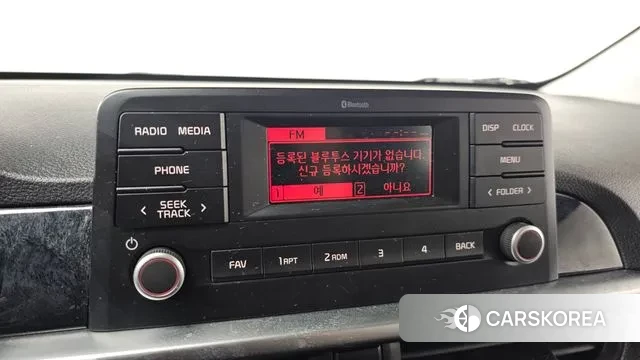 Bluetooth
RADIO MEDIA
PHONE
< SEEK TRACK >
FM
등록된 블루투스 기기가 없습니다.
신규 등록하시겠습니까?
1 예 2 아니요
DISP CLOCK
MENU
< FOLDER >
FAV 1 RPT 2 RDM 3 4 BACK
CARSKOREA